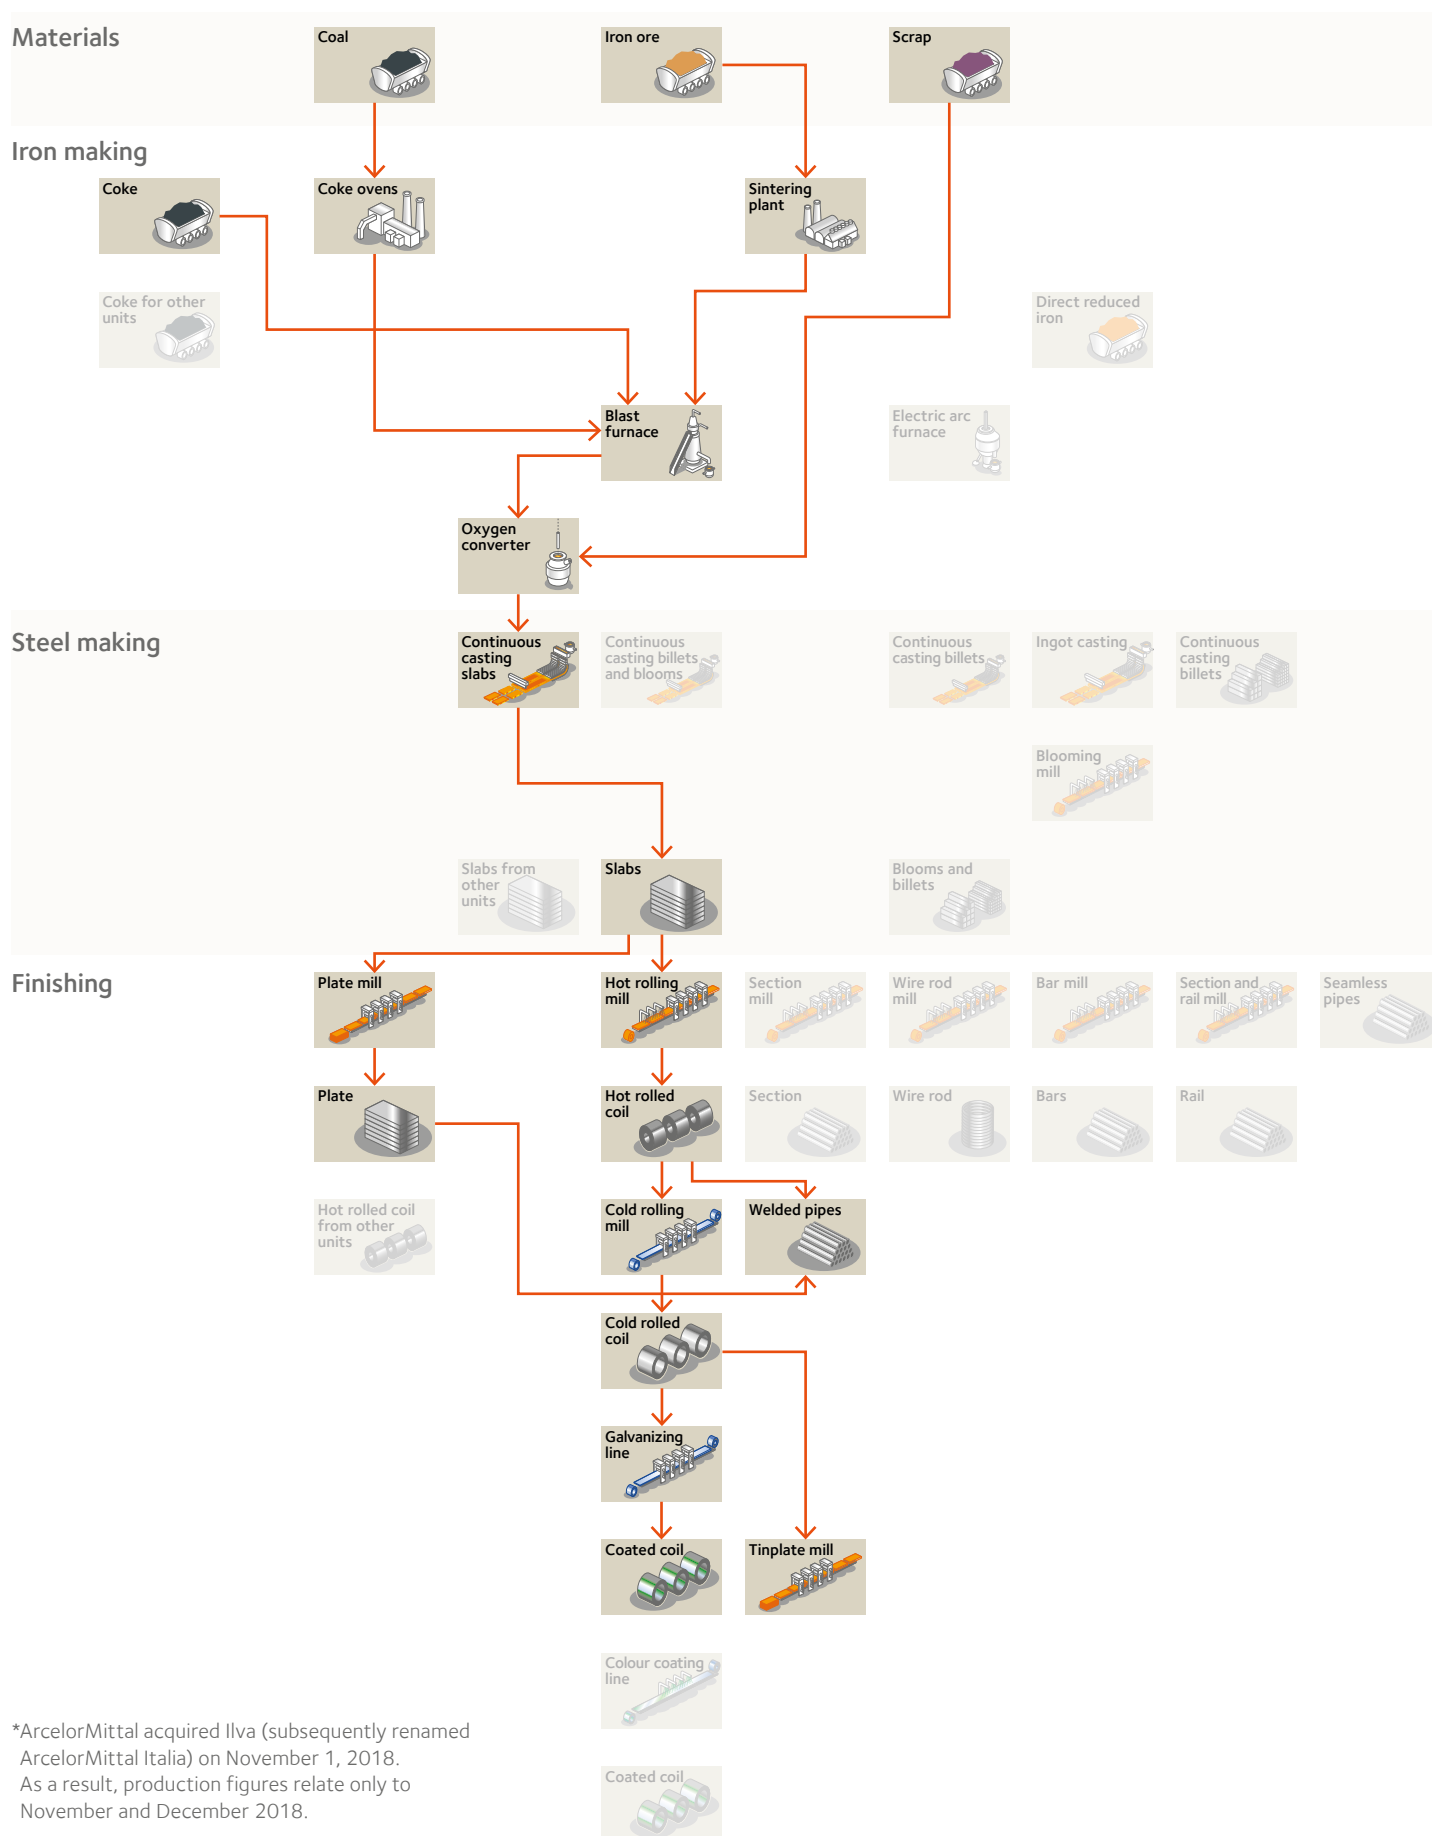 Materials
Coal
Iron ore
Scrap
Iron making
Coke
Coke ovens
Sintering
plant
Coke for other
units
Direct reduced
iron
Blast
furnace
Electric arc
furnace
Oxygen
converter
Steel making
Continuous
casting
slabs
Continuous
casting billets
and blooms
Continuous
casting billets
Ingot casting
Continuous
casting
billets
Blooming
mill
Slabs from
other
units
Slabs
Blooms and
billets
Finishing
Plate mill
Hot rolling
mill
Section
mill
Wire rod
mill
Bar mill
Section and
rail mill
Seamless
pipes
Plate
Hot rolled
coil
Section
Wire rod
Bars
Rail
Hot rolled coil
from other
units
Cold rolling
mill
Welded pipes
Cold rolled
coil
Galvanizing
line
Coated coil
Tinplate mill
Colour coating
line
Coated coil
*ArcelorMittal acquired Ilva (subsequently renamed
ArcelorMittal Italia) on November 1, 2018.
As a result, production figures relate only to
November and December 2018.